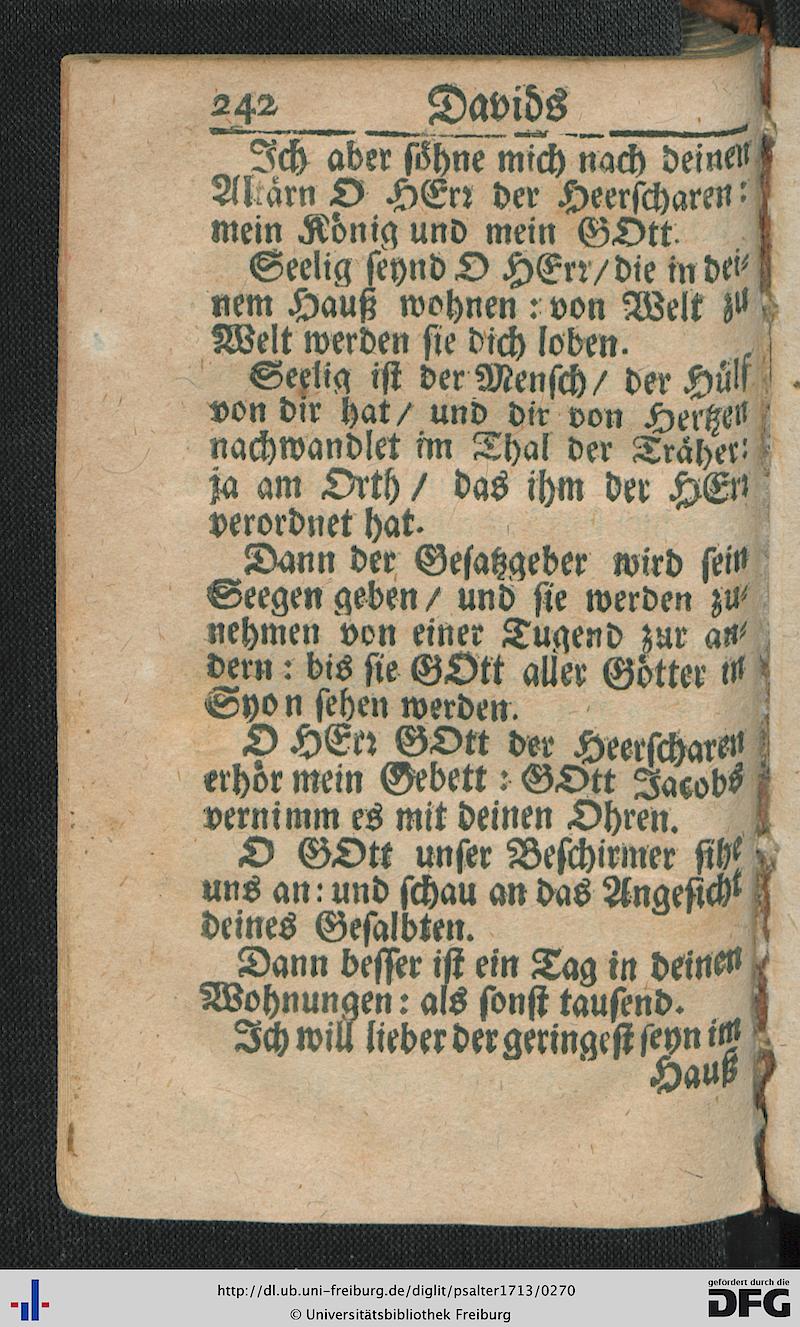 242 Davids
Ich aber söhne mich nach deinen
Altärn O HErr der Heerscharen:
mein König und mein GOtt.
Seelig seynd O HErr/die in dei-
nem Hauß wohnen: von Welt zu
Welt werden sie dich loben.
Seelig ist der Mensch/ der Hülf
von dir hat/ und dir von Hertzen
nachwandlet im Thal der Träher:
ja am Orth/ das ihm der HErr
verordnet hat.
Dann der Gesatzgeber wird sein
Seegen geben/ und sie werden zu-
nehmen von einer Tugend zur an-
dern: bis sie GOtt aller Götter in
Syon sehen werden.
O HErr GOtt der Heerscharen
erhör mein Gebett: GOtt Jacobs
vernimm es mit deinen Ohren.
O GOtt unser Beschirmer sihe
uns an: und schau an das Angesicht
deines Gesalbten.
Dann besser ist ein Tag in deinen
Wohnungen: als sonst tausend.
Ich will lieber der geringest seyn im
Hauß
http://dl.ub.uni-freiburg.de/diglit/psalter1713/0270
© Universitätsbibliothek Freiburg
gefördert durch die
DFG